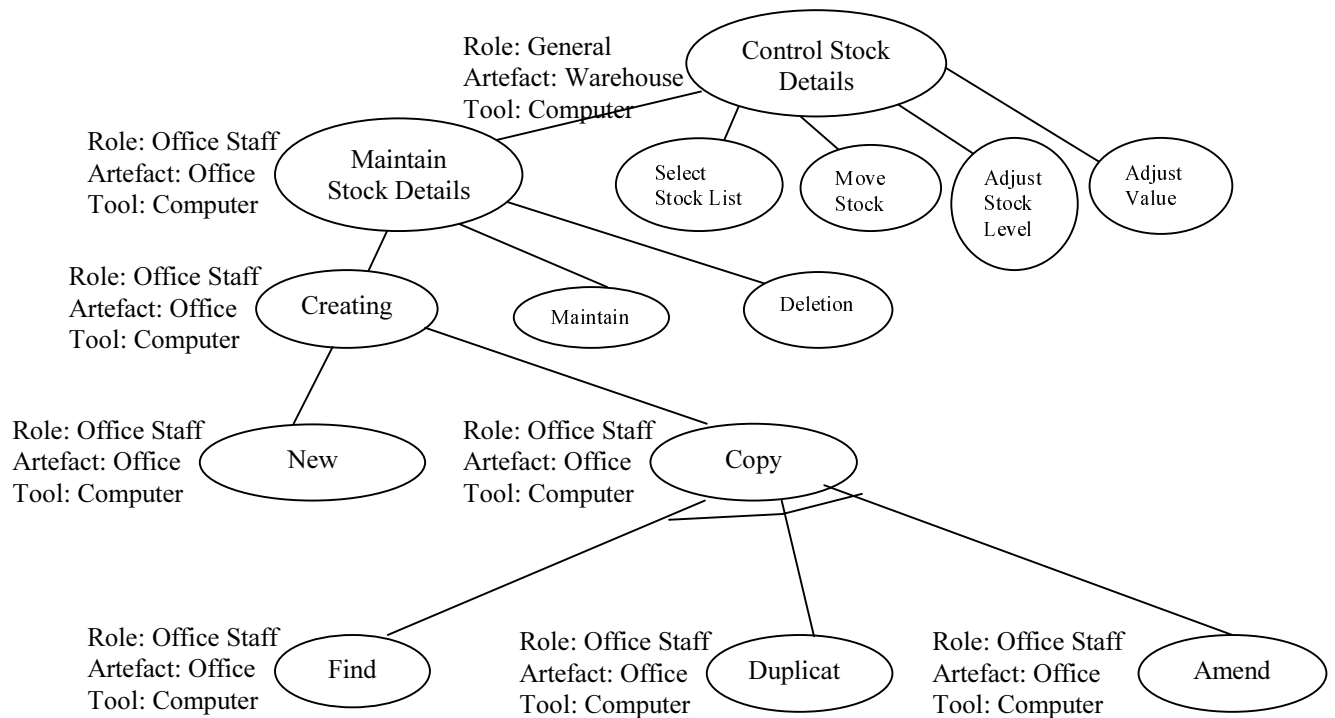 Role: General
Artefact: Warehouse
Tool: Computer
Control Stock
Details
Role: Office Staff
Artefact: Office
Tool: Computer
Maintain
Stock Details
Select
Stock List
Move
Stock
Adjust
Stock
Level
Adjust
Value
Role: Office Staff
Artefact: Office
Tool: Computer
Creating
Maintain
Deletion
Role: Office Staff
Artefact: Office
Tool: Computer
New
Role: Office Staff
Artefact: Office
Tool: Computer
Copy
Role: Office Staff
Artefact: Office
Tool: Computer
Find
Role: Office Staff
Artefact: Office
Tool: Computer
Duplicat
Role: Office Staff
Artefact: Office
Tool: Computer
Amend